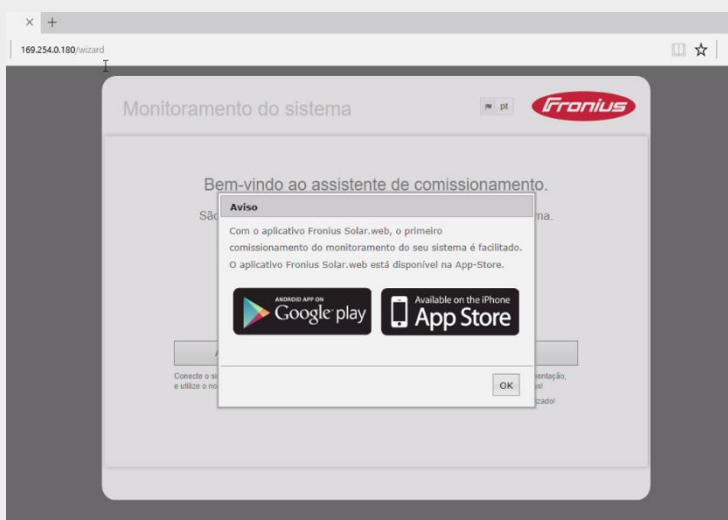 169.254.0.180/wizard
Monitoramento do sistema
pt
Fronius
Bem-vindo ao assistente de comissionamento.
Aviso
Com o aplicativo Fronius Solar.web, o primeiro
comissionamento do monitoramento do seu sistema é facilitado.
O aplicativo Fronius Solar.web está disponível na App-Store.
ANDROID APP ON
Google play
Available on the iPhone
App Store
Conecte o
e utilize o
OK